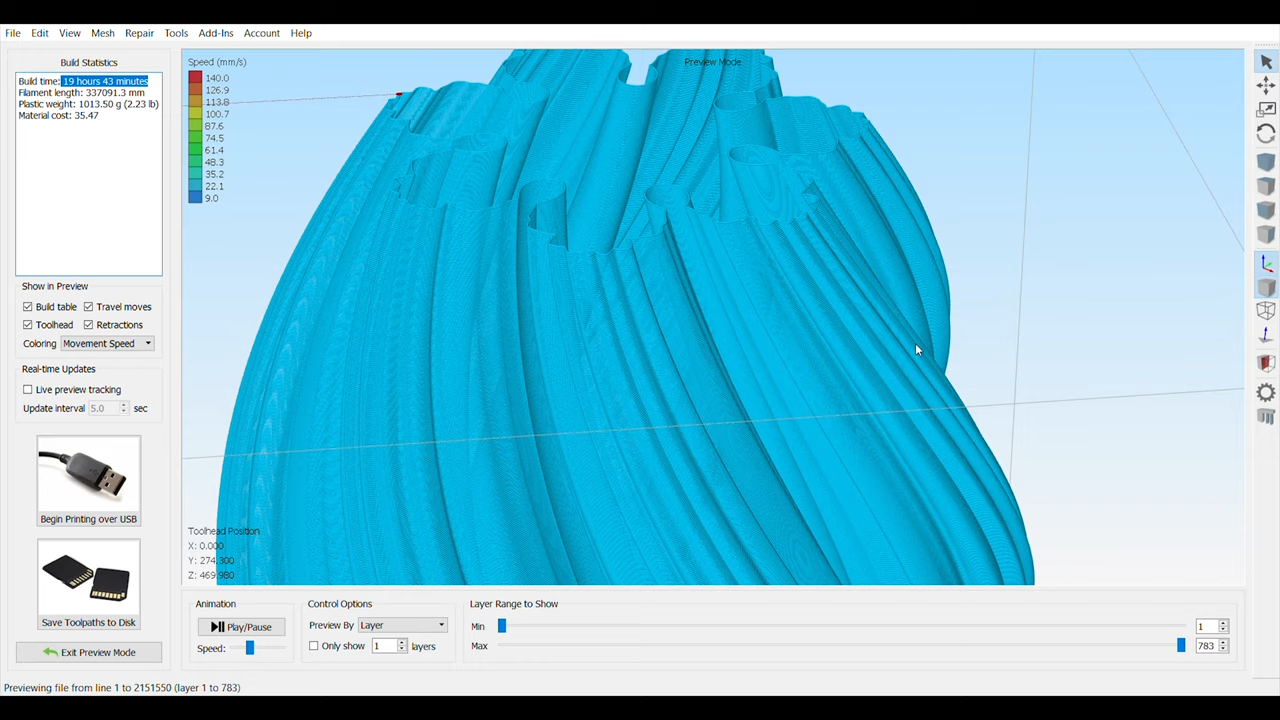 File Edit View Mesh Repair Tools Add-Ins Account Help
Build Statistics
Build time: 19 hours 43 minutes
Filament length: 337091.3 mm
Plastic weight: 1013.50 g (2.23 lb)
Material cost: 35.47
Show in Preview
Build table Travel moves
Toolhead Retractions
Coloring Movement Speed
Real-time Updates
Live preview tracking
Update interval 5.0 sec
Begin Printing over USB
Save Toolpaths to Disk
Exit Preview Mode
Speed (mm/s)
140.0
126.9
113.8
100.7
87.6
74.5
61.4
48.3
35.2
22.1
9.0
Preview Mode
Toolhead Position
X: 0.000
Y: 274.300
Z: 469.980
Animation
Play/Pause
Speed:
Control Options
Preview By Layer
Only show 1 layers
Layer Range to Show
Min 1
Max 783
Previewing file from line 1 to 2151550 (layer 1 to 783)